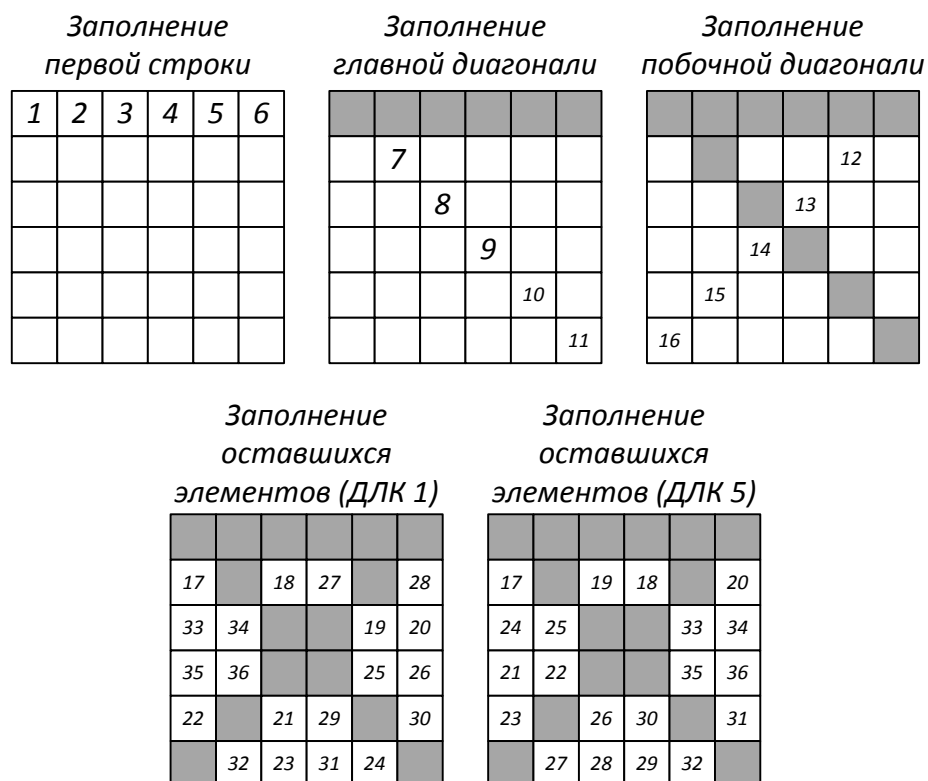 Заполнение
первой строки
1 2 3 4 5 6
Заполнение
главной диагонали
7
8
9
10
11
Заполнение
побочной диагонали
12
13
14
15
16
Заполнение
оставшихся
элементов (ДЛК 1)
17 18 27 28
33 34 19 20
35 36 25 26
22 21 29 30
32 23 31 24
Заполнение
оставшихся
элементов (ДЛК 5)
17 19 18 20
24 25 33 34
21 22 35 36
23 26 30 31
27 28 29 32